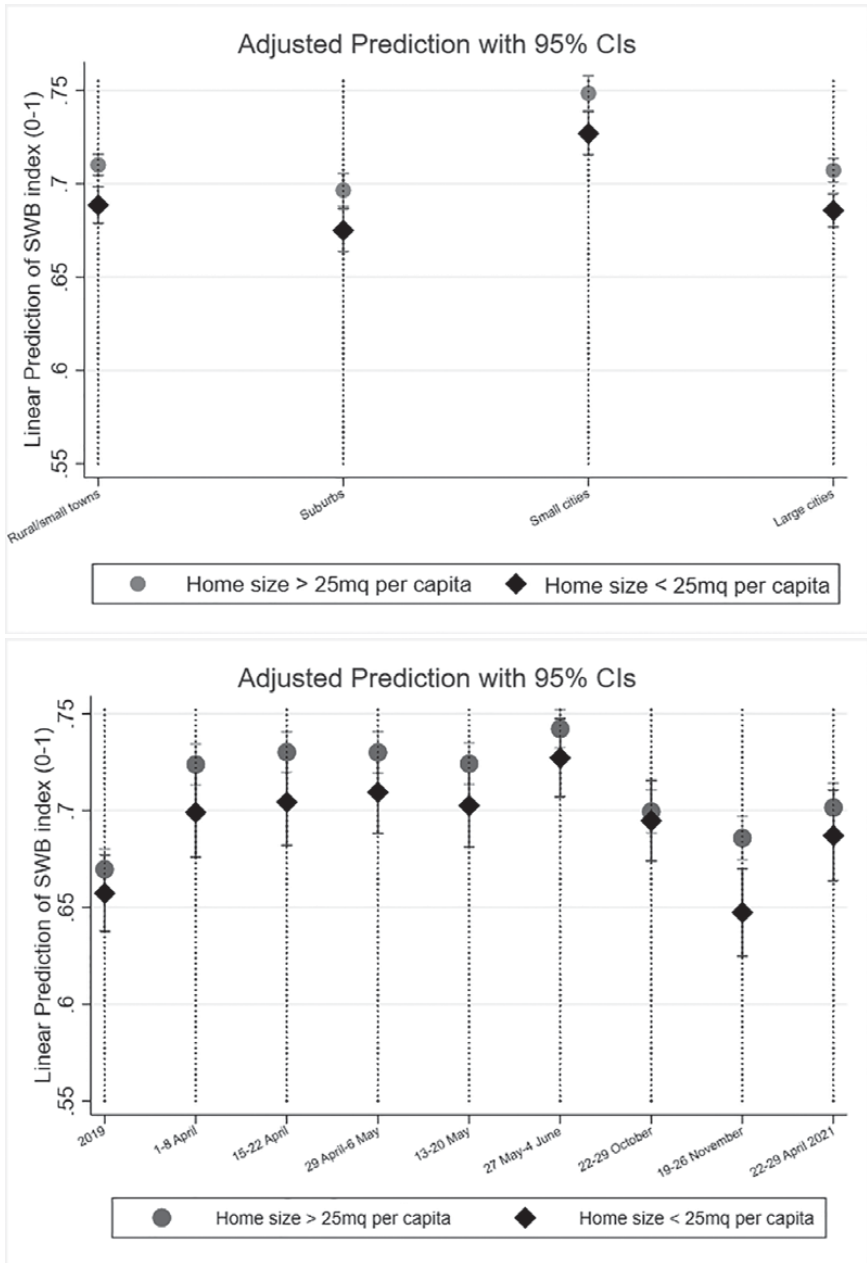 Adjusted Prediction with 95% CIs
Linear Prediction of SWB index (0-1)
.75
.7
.65
.6
.55
Rural/small towns
Suburbs
Small cities
Large cities
Home size > 25mq per capita
Home size < 25mq per capita
Adjusted Prediction with 95% CIs
Linear Prediction of SWB index (0-1)
.75
.7
.65
.6
.55
2019
1-8 April
15-22 April
29 April-6 May
13-20 May
27 May-4 June
22-29 October
19-26 November
22-29 April 2021
Home size > 25mq per capita
Home size < 25mq per capita